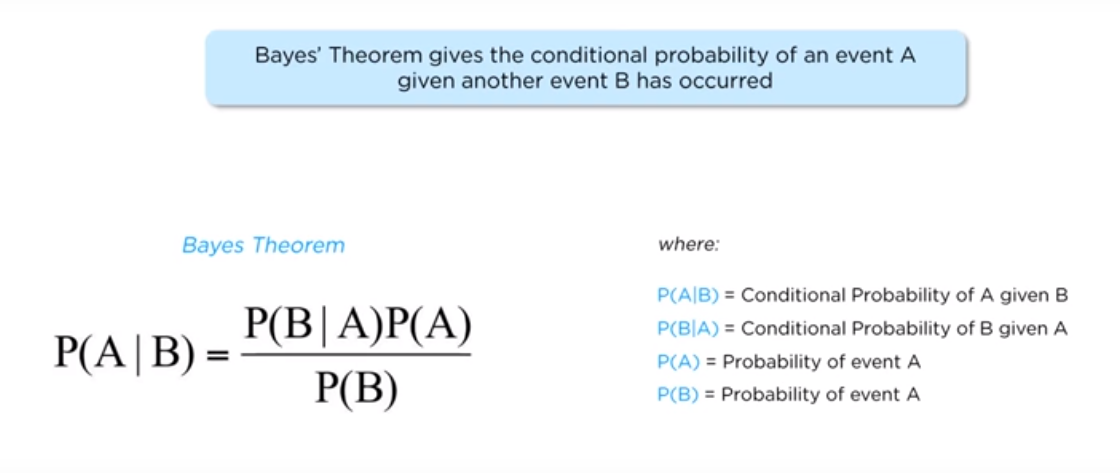 Bayes' Theorem gives the conditional probability of an event A
given another event B has occurred
Bayes Theorem
P(A | B) = P(B | A)P(A) / P(B)
where:
P(A|B) = Conditional Probability of A given B
P(B|A) = Conditional Probability of B given A
P(A) = Probability of event A
P(B) = Probability of event A